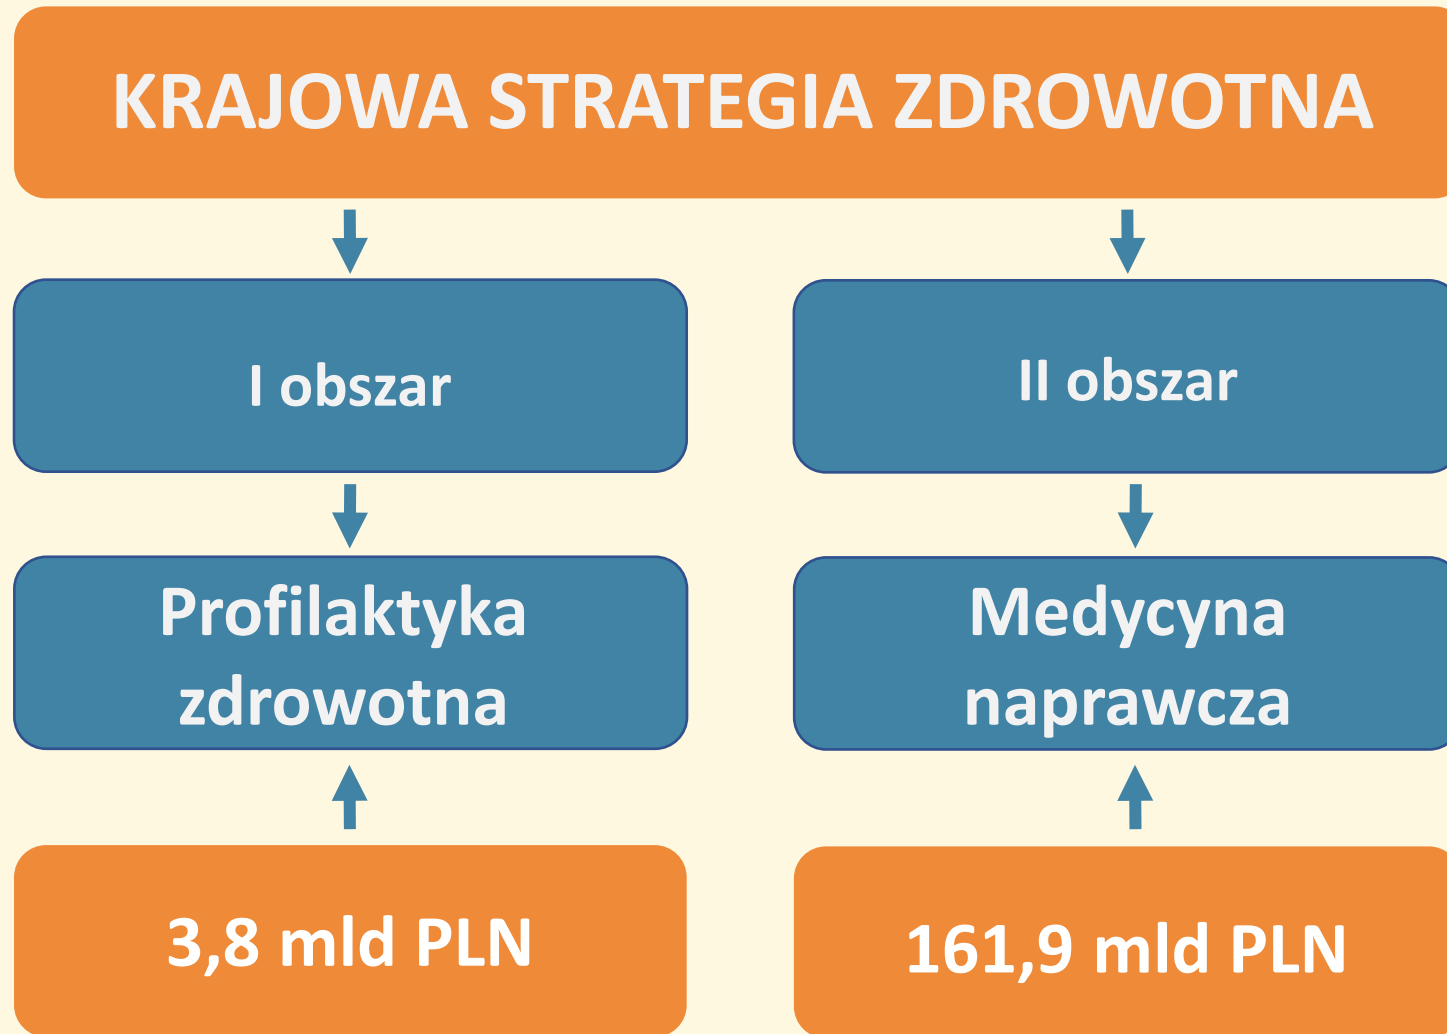 KRAJOWA STRATEGIA ZDROWOTNA
I obszar
II obszar
Profilaktyka
zdrowotna
Medycyna
naprawcza
3,8 mld PLN
161,9 mld PLN